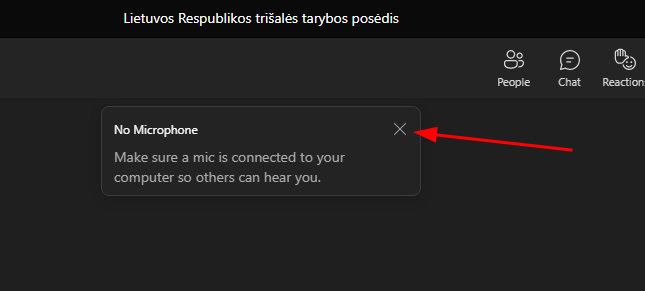 Lietuvos Respublikos trišalės tarybos posėdis
People
Chat
Reactions
No Microphone
Make sure a mic is connected to your
computer so others can hear you.